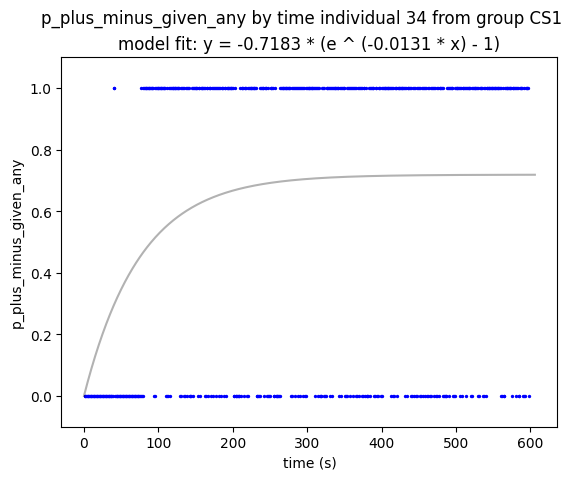 p_plus_minus_given_any by time individual 34 from group CS1
model fit: y = -0.7183 * (e ^ (-0.0131 * x) - 1)
1.0
0.8
0.6
0.4
0.2
0.0
p_plus_minus_given_any
0 100 200 300 400 500 600
time (s)